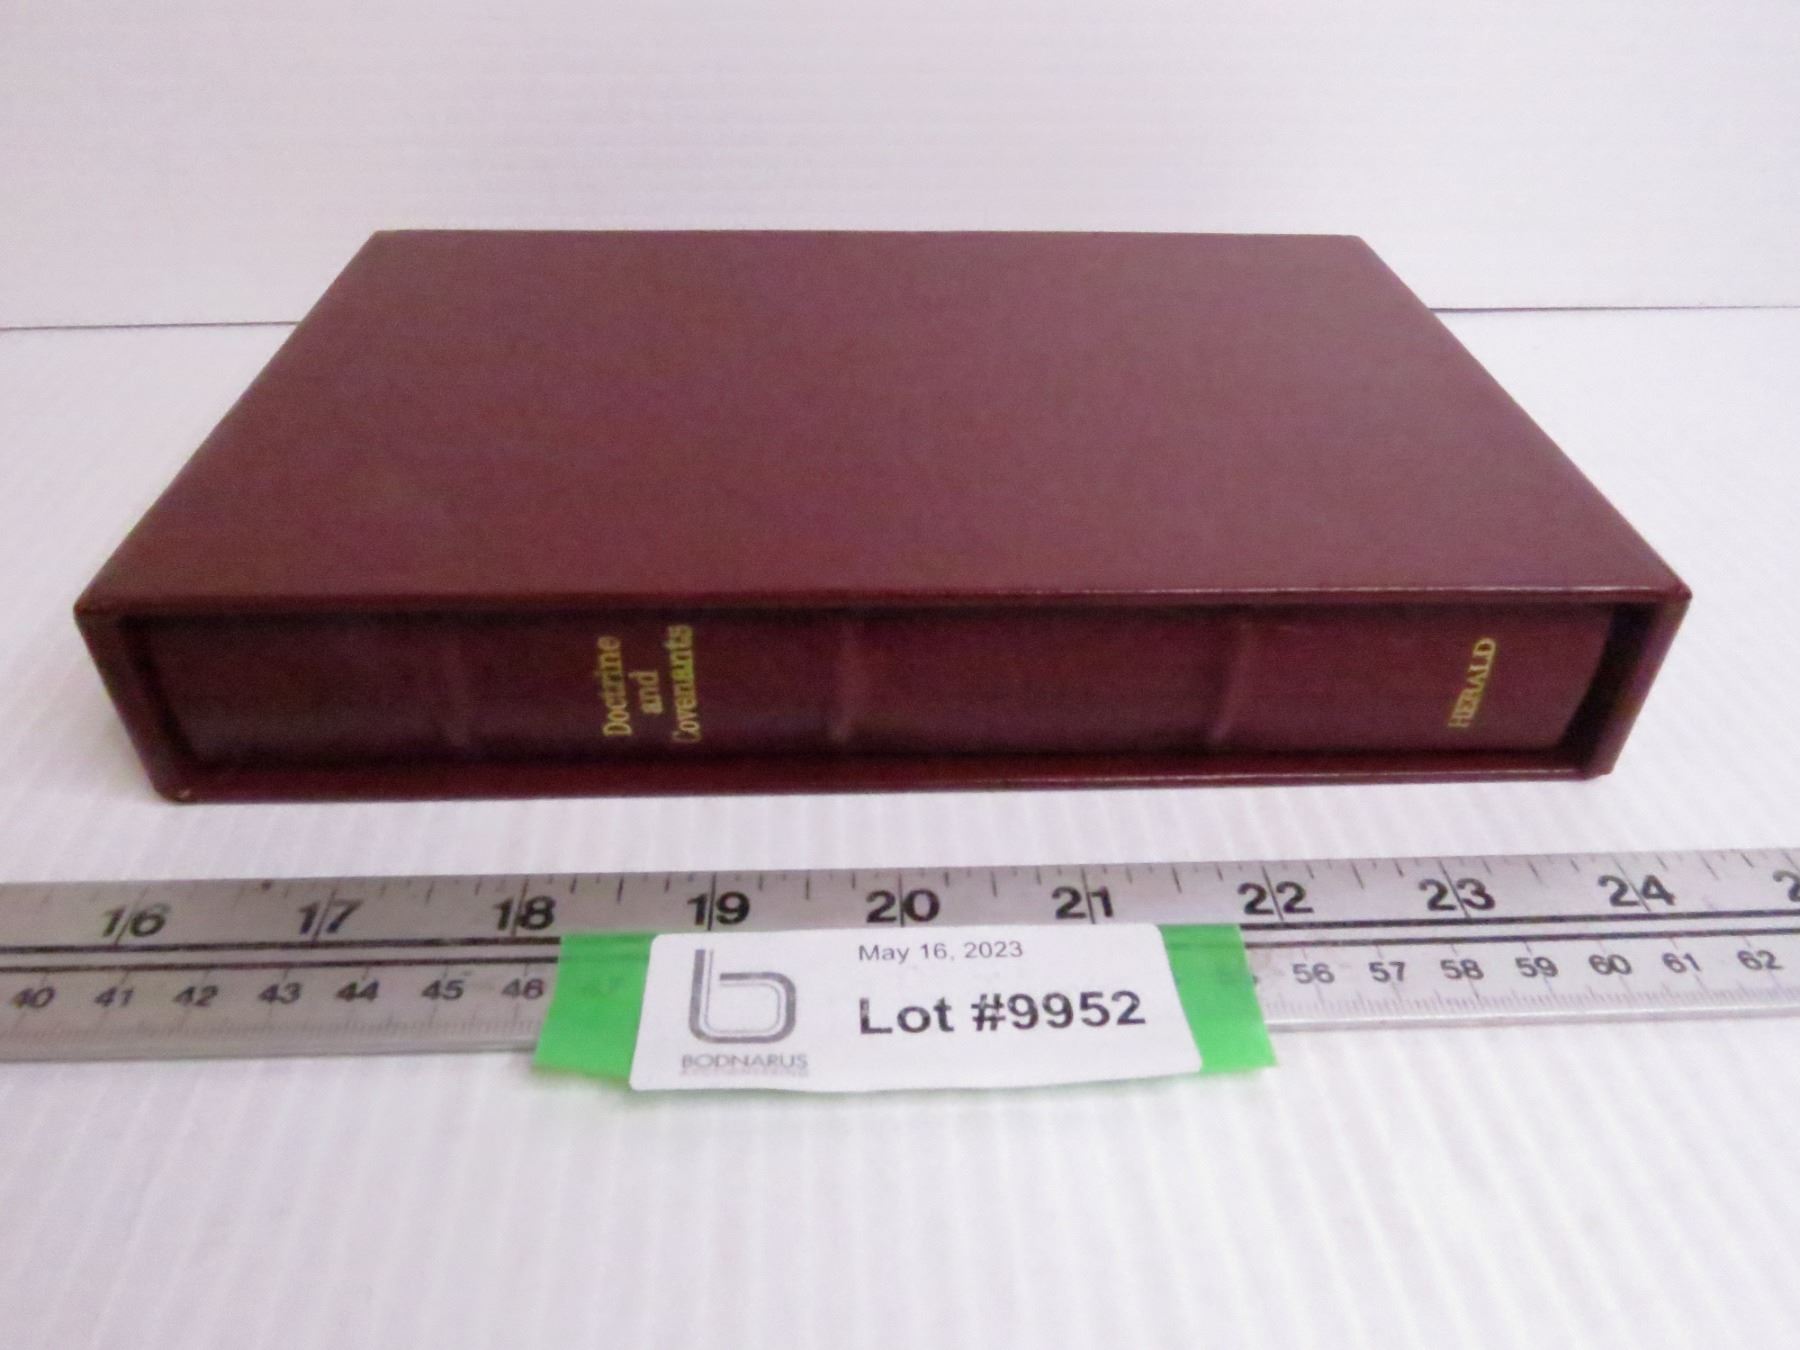 Doctrine
and
Covenants
HERALD
16 17 18 19 20 21 22 23 24
40 41 42 43 44 45 46 56 57 58 59 60 61 62
May 16, 2023
Lot #9952
BODNARUS